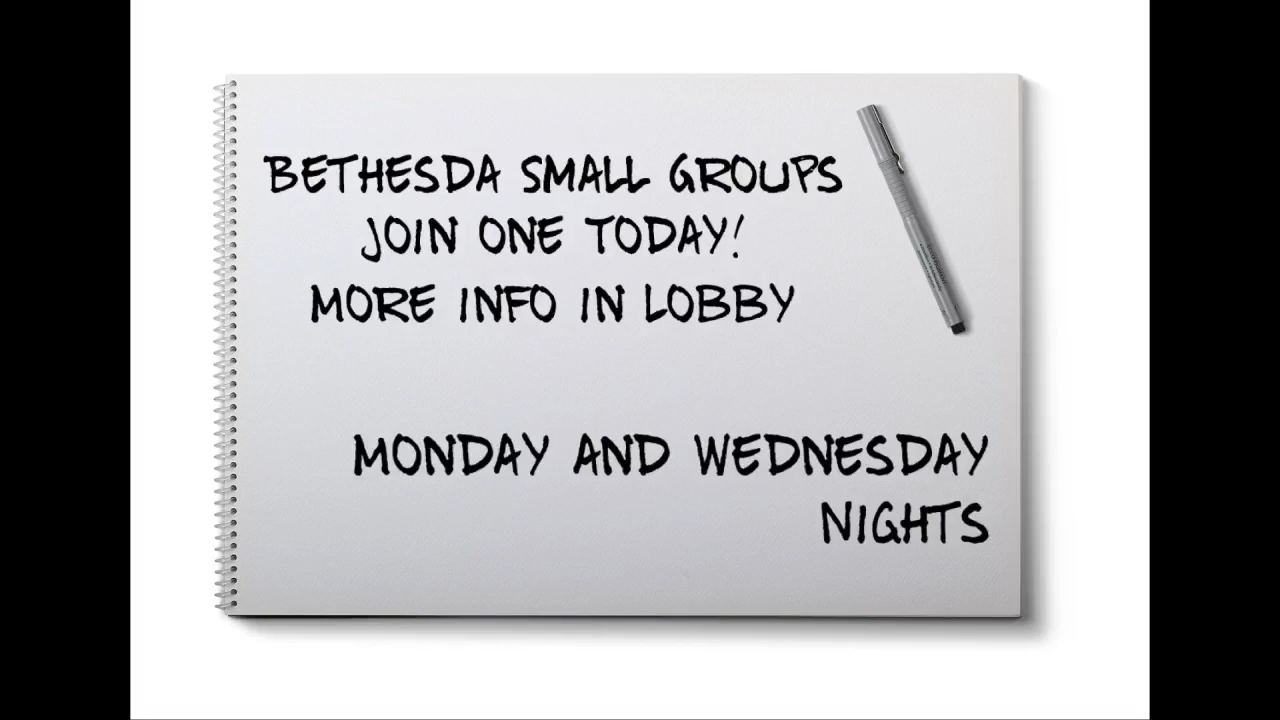 BETHESDA SMALL GROUPS
JOIN ONE TODAY!
MORE INFO IN LOBBY
MONDAY AND WEDNESDAY
NIGHTS